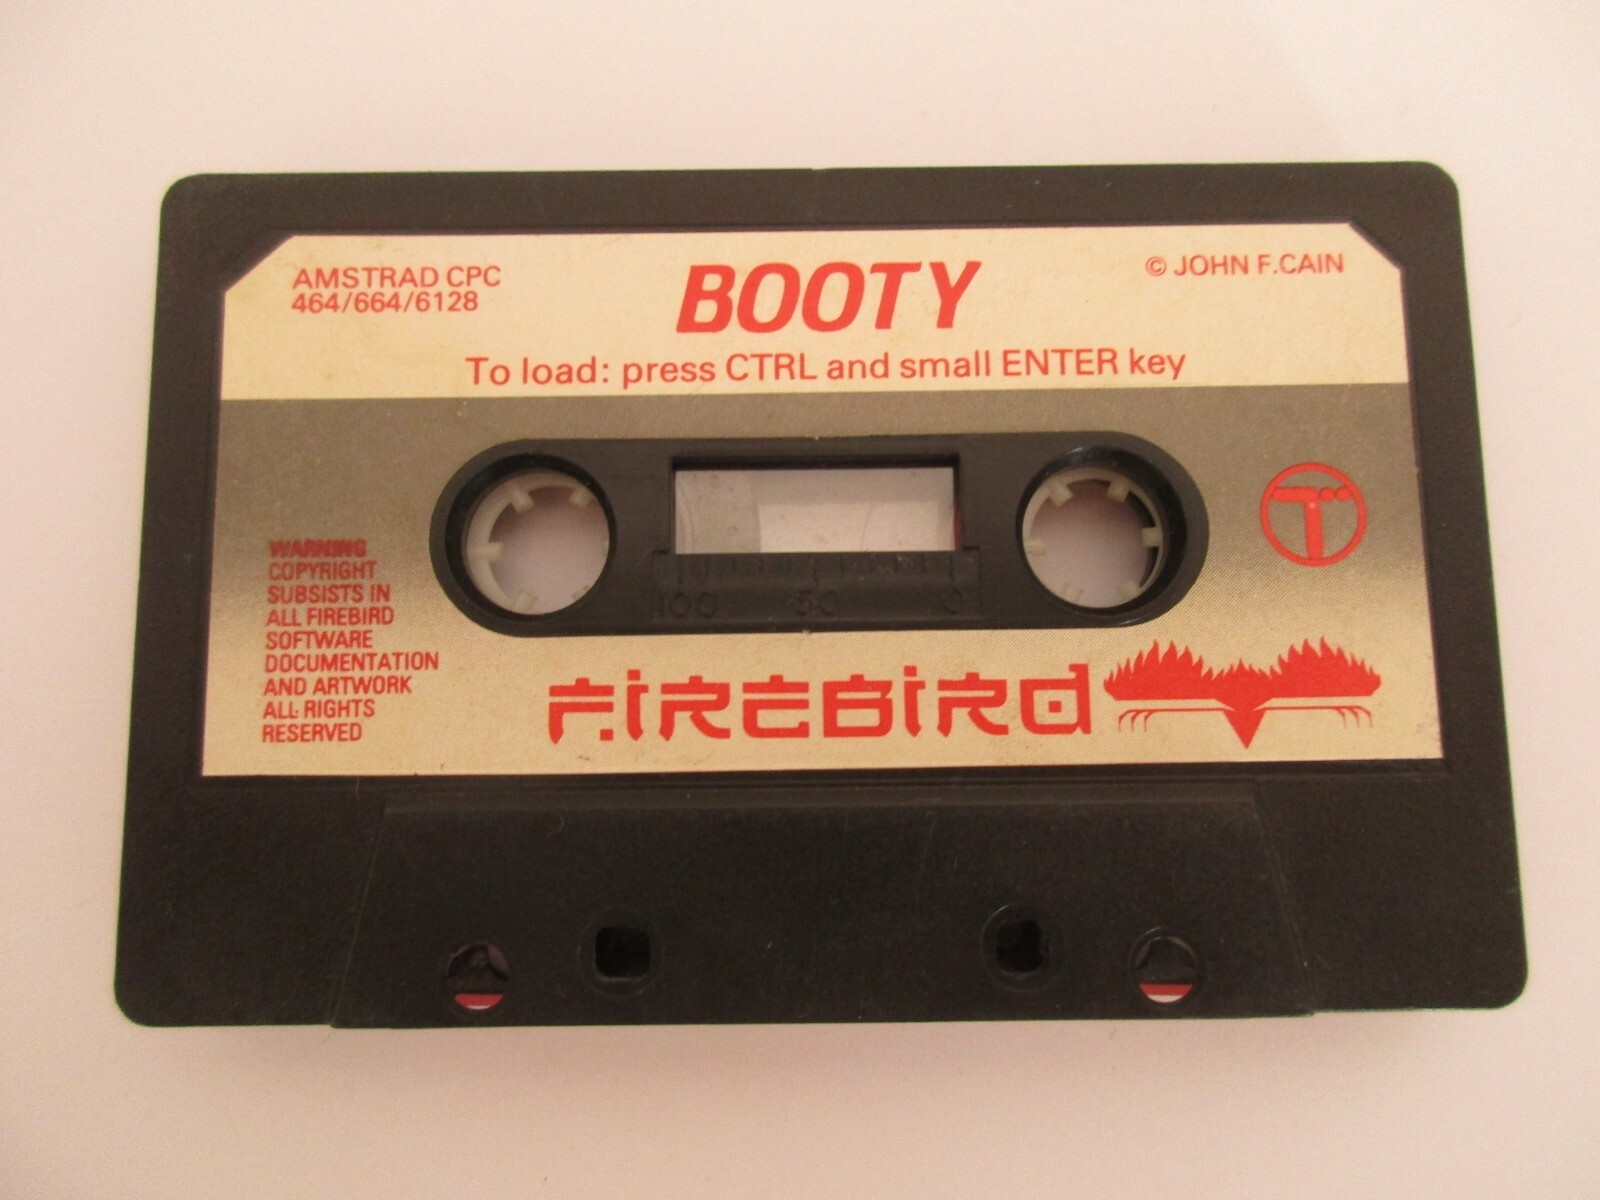 AMSTRAD CPC
464/664/6128
BOOTY
© JOHN F.CAIN
To load: press CTRL and small ENTER key
100 50 0
WARNING
COPYRIGHT
SUBSISTS IN
ALL FIREBIRD
SOFTWARE
DOCUMENTATION
AND ARTWORK
ALL RIGHTS
RESERVED
FIREBIRD